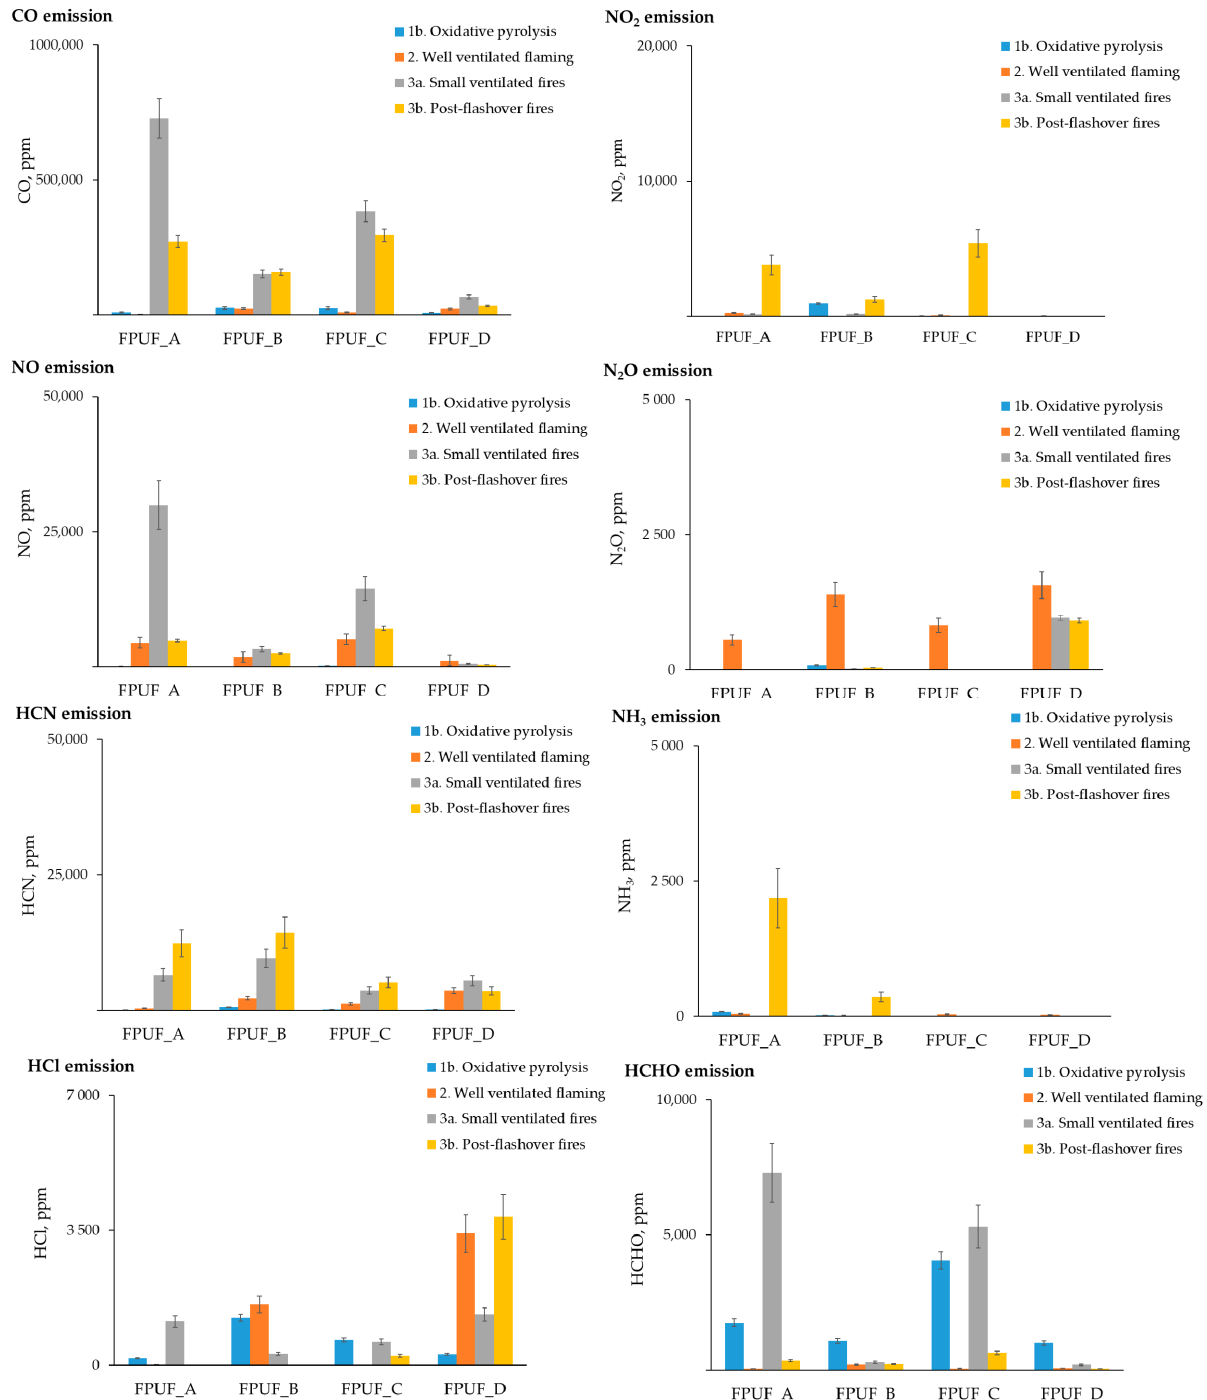 CO emission
1b. Oxidative pyrolysis
2. Well ventilated flaming
3a. Small ventilated fires
3b. Post-flashover fires
1000,000
500,000
CO, ppm
FPUF_A FPUF_B FPUF_C FPUF_D
NO₂ emission
1b. Oxidative pyrolysis
2. Well ventilated flaming
3a. Small ventilated fires
3b. Post-flashover fires
20,000
10,000
NO₂, ppm
FPUF_A FPUF_B FPUF_C FPUF_D
NO emission
1b. Oxidative pyrolysis
2. Well ventilated flaming
3a. Small ventilated fires
3b. Post-flashover fires
50,000
25,000
NO, ppm
FPUF_A FPUF_B FPUF_C FPUF_D
N₂O emission
1b. Oxidative pyrolysis
2. Well ventilated flaming
3a. Small ventilated fires
3b. Post-flashover fires
5 000
2 500
0
N₂O, ppm
FPUF_A FPUF_B FPUF_C FPUF_D
HCN emission
1b. Oxidative pyrolysis
2. Well ventilated flaming
3a. Small ventilated fires
3b. Post-flashover fires
50,000
25,000
HCN, ppm
FPUF_A FPUF_B FPUF_C FPUF_D
NH₃ emission
1b. Oxidative pyrolysis
2. Well ventilated flaming
3a. Small ventilated fires
3b. Post-flashover fires
5 000
2 500
0
NH₃, ppm
FPUF_A FPUF_B FPUF_C FPUF_D
HCl emission
1b. Oxidative pyrolysis
2. Well ventilated flaming
3a. Small ventilated fires
3b. Post-flashover fires
7 000
3 500
0
HCl, ppm
FPUF_A FPUF_B FPUF_C FPUF_D
HCHO emission
1b. Oxidative pyrolysis
2. Well ventilated flaming
3a. Small ventilated fires
3b. Post-flashover fires
10,000
5,000
HCHO, ppm
FPUF_A FPUF_B FPUF_C FPUF_D